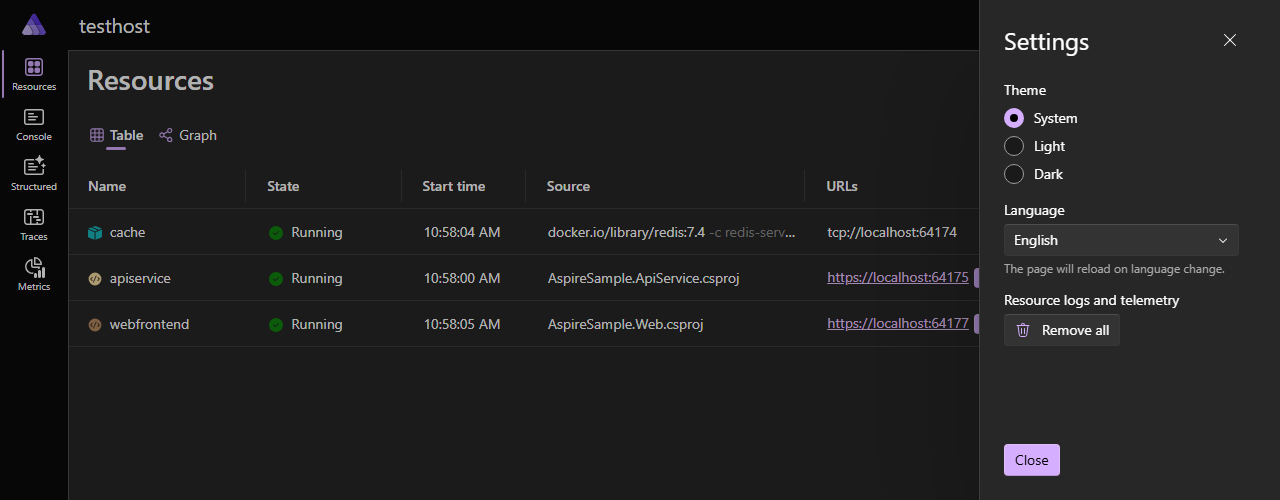 testhost
Resources
Console
Structured
Traces
Metrics
Resources
Table Graph
Name State Start time Source URLs
cache Running 10:58:04 AM docker.io/library/redis:7.4 -c redis-serv... tcp://localhost:64174
apiservice Running 10:58:00 AM AspireSample.ApiService.csproj https://localhost:64175
webfrontend Running 10:58:05 AM AspireSample.Web.csproj https://localhost:64177
Settings
Theme
System
Light
Dark
Language
English
The page will reload on language change.
Resource logs and telemetry
Remove all
Close